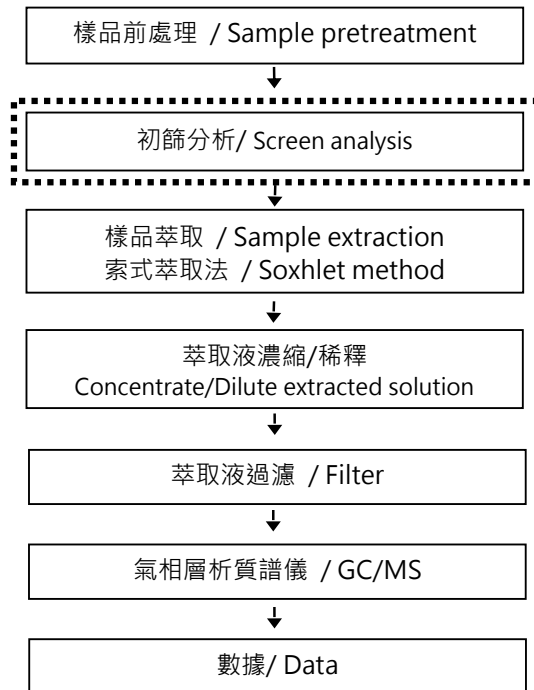 樣品前處理 / Sample pretreatment
初篩分析/ Screen analysis
樣品萃取 / Sample extraction
索式萃取法 / Soxhlet method
萃取液濃縮/稀釋
Concentrate/Dilute extracted solution
萃取液過濾 / Filter
氣相層析質譜儀 / GC/MS
數據/ Data